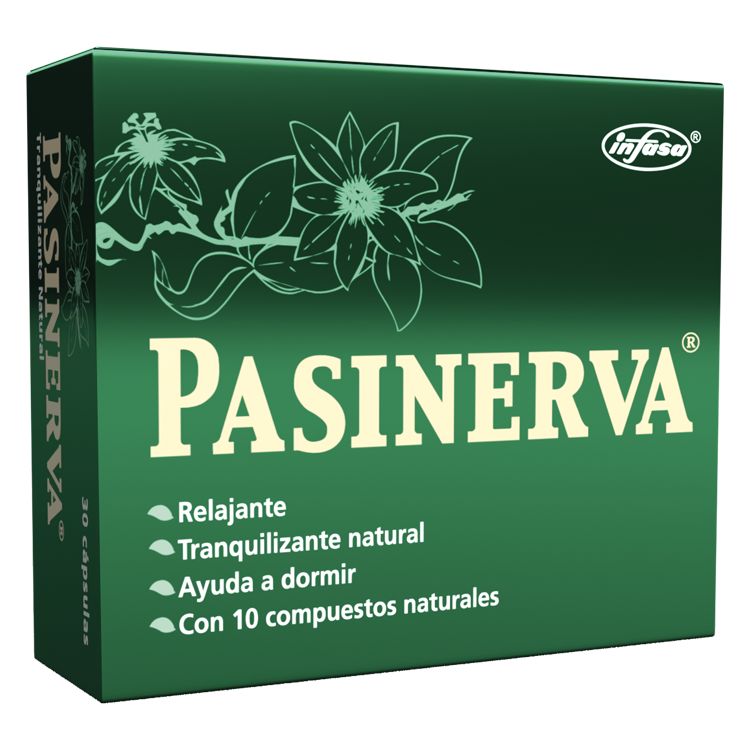 infasa®
PASINERVA®
Relajante
Tranquilizante natural
Ayuda a dormir
Con 10 compuestos naturales
PASINERVA®
Tranquilizante Natural
30 cápsulas